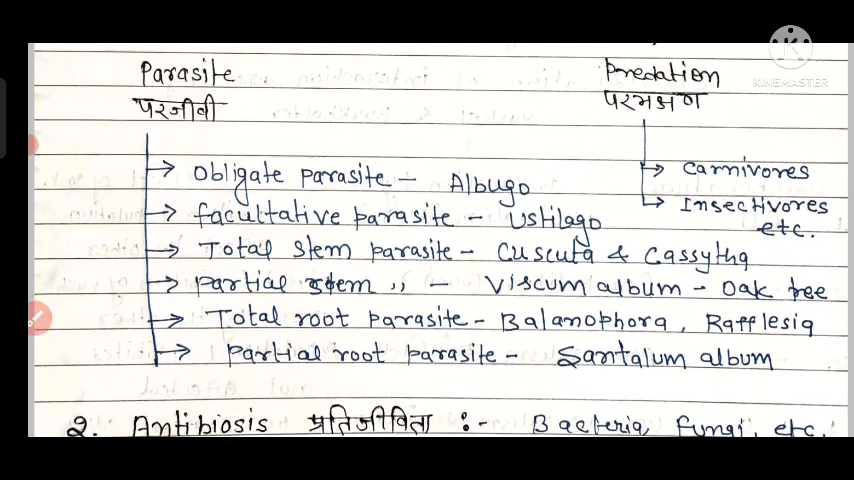 KINEMASTER
Parasite
परजीवी
Predation
परभक्षण
→ Obligate parasite - Albugo
→ facultative parasite - Ustilago
→ Total stem parasite - Cuscuta & Cassytha
→ partial stem ,, - Viscum album - Oak tree
→ Total root parasite - Balanophora, Rafflesia
→ partial root parasite - Santalum album
→ Carnivores
→ Insectivores
etc.
2. Antibiosis प्रतिजीविता :- Bacteria, fungi, etc.